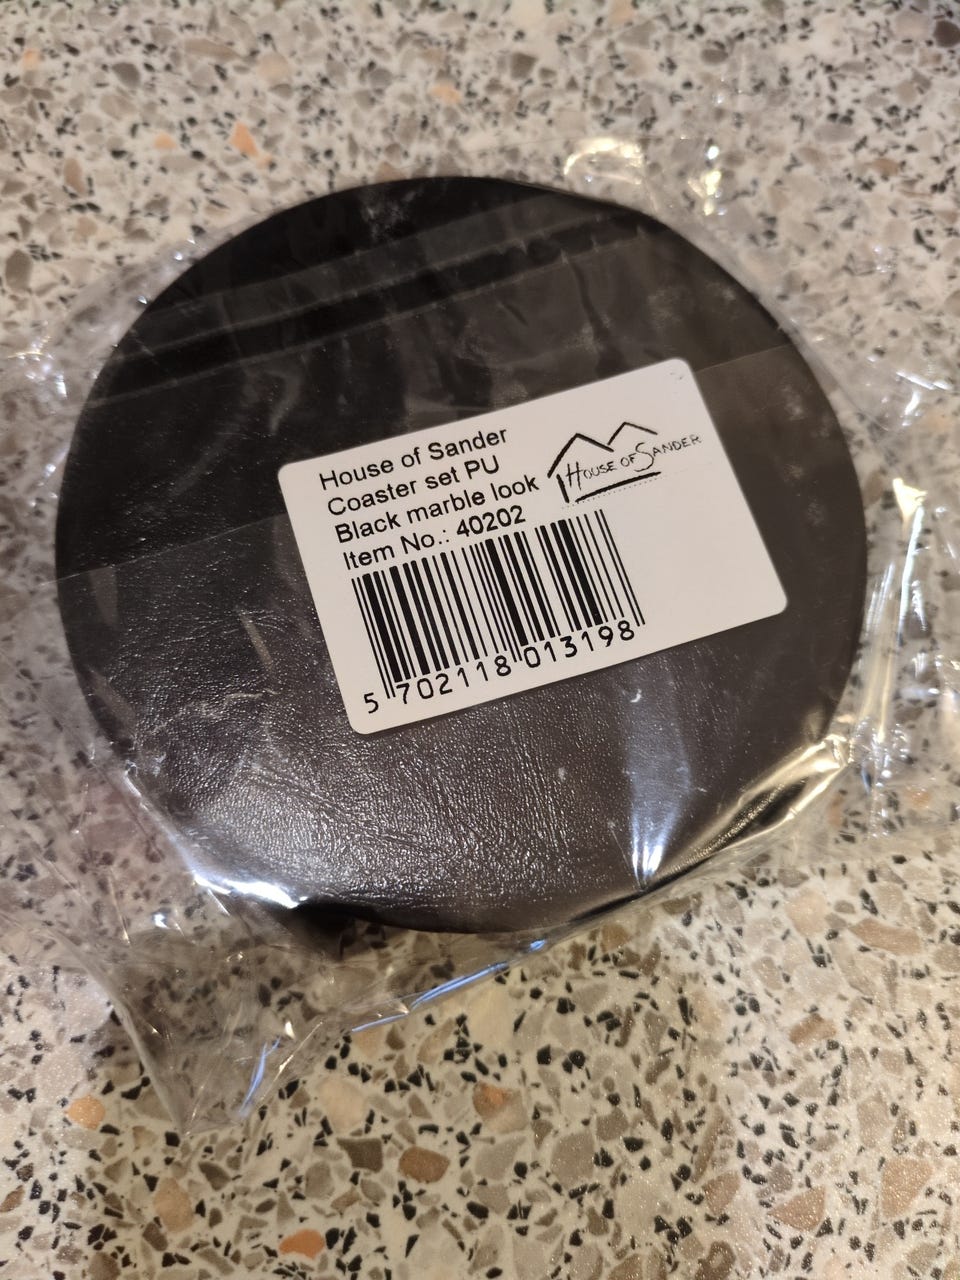 House of Sander
Coaster set PU
Black marble look
Item No.: 40202
HOUSE OF SANDER
5 702118 013198